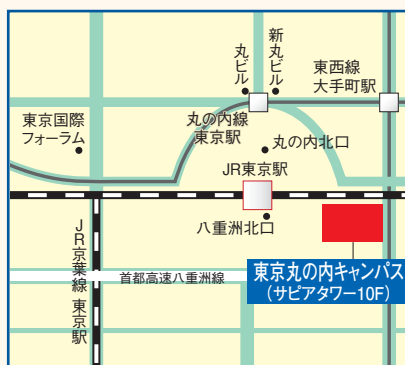 丸ビル
新丸ビル
東西線
大手町駅
東京国際
フォーラム
丸の内線
東京駅
丸の内北口
JR東京駅
八重洲北口
JR京葉線 東京駅
首都高速八重洲線
東京丸の内キャンパス
(サピアタワー10F)